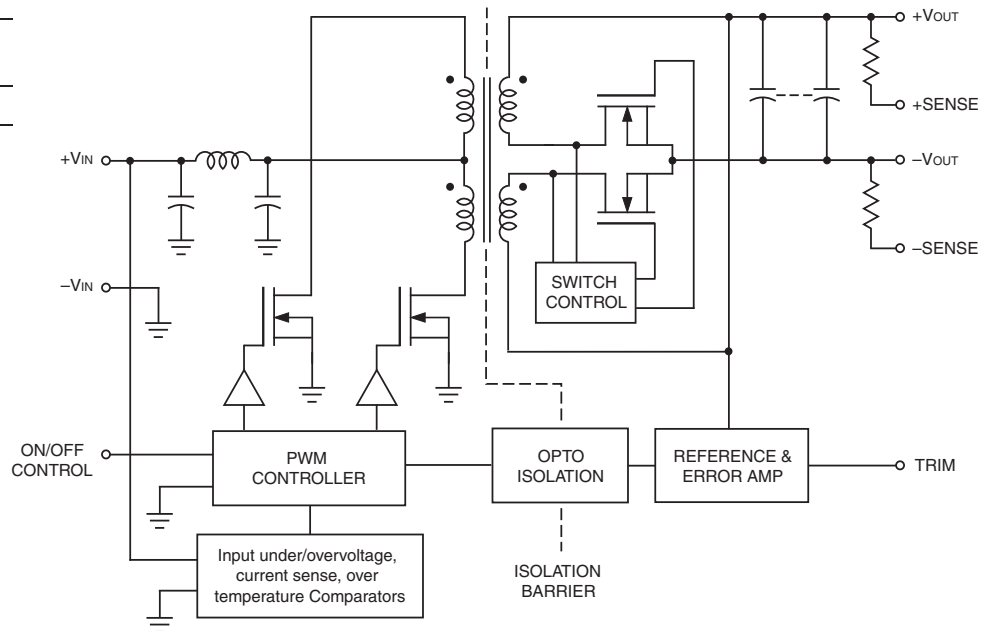 +VOUT
+SENSE
+VIN
–VOUT
–SENSE
–VIN
SWITCH
CONTROL
ON/OFF
CONTROL
PWM
CONTROLLER
OPTO
ISOLATION
REFERENCE &
ERROR AMP
TRIM
Input under/overvoltage,
current sense, over
temperature Comparators
ISOLATION
BARRIER